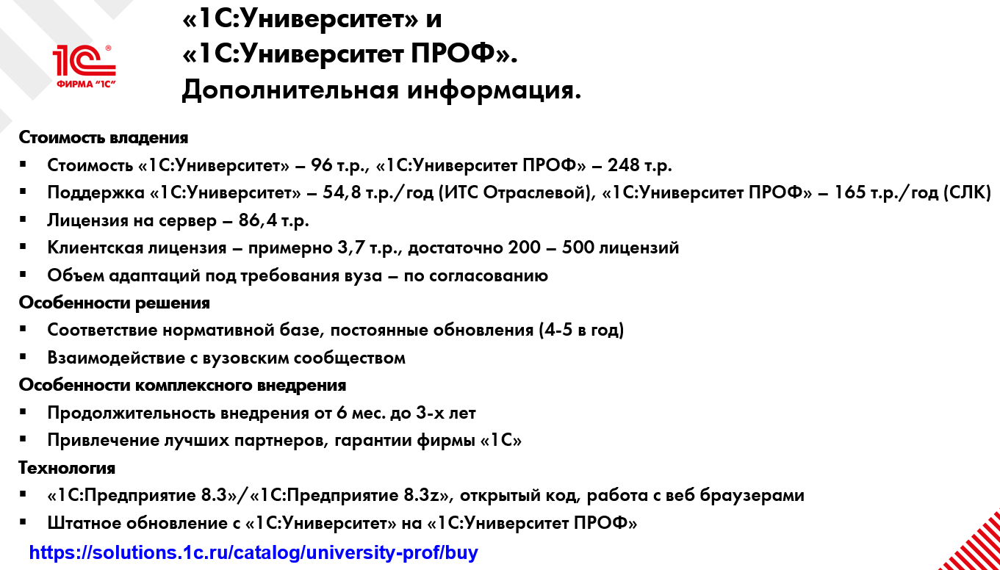 «1С:Университет» и
«1С:Университет ПРОФ».
Дополнительная информация.
1С®
ФИРМА “1С”
Стоимость владения
▪ Стоимость «1С:Университет» – 96 т.р., «1С:Университет ПРОФ» – 248 т.р.
▪ Поддержка «1С:Университет» – 54,8 т.р./год (ИТС Отраслевой), «1С:Университет ПРОФ» – 165 т.р./год (СЛК)
▪ Лицензия на сервер – 86,4 т.р.
▪ Клиентская лицензия – примерно 3,7 т.р., достаточно 200 – 500 лицензий
▪ Объем адаптаций под требования вуза – по согласованию
Особенности решения
▪ Соответствие нормативной базе, постоянные обновления (4-5 в год)
▪ Взаимодействие с вузовским сообществом
Особенности комплексного внедрения
▪ Продолжительность внедрения от 6 мес. до 3-х лет
▪ Привлечение лучших партнеров, гарантии фирмы «1С»
Технология
▪ «1С:Предприятие 8.3»/«1С:Предприятие 8.3z», открытый код, работа с веб браузерами
▪ Штатное обновление с «1С:Университет» на «1С:Университет ПРОФ»
https://solutions.1c.ru/catalog/university-prof/buy